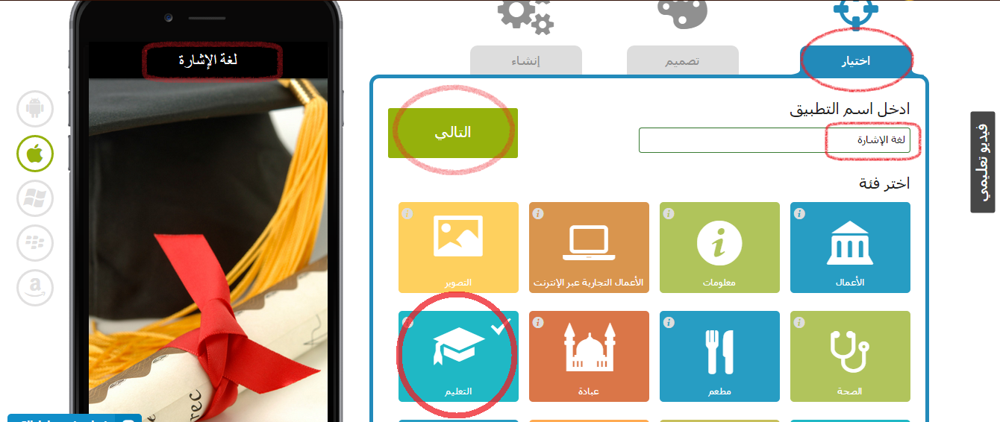 لغة الإشارة
اختيار
تصميم
إنشاء
ادخل اسم التطبيق
لغة الإشارة
التالي
اختر فئة
الأعمال
معلومات
الأعمال التجارية عبر الإنترنت
التصوير
الصحة
مطعم
عبادة
التعليم
فيديو تعليمي